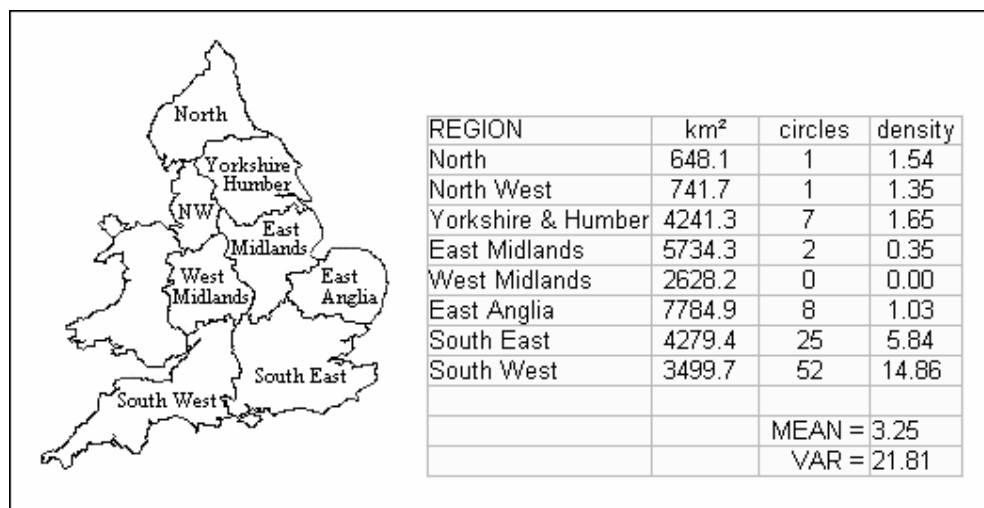 North
Yorkshire
Humber
NW
East
Midlands
West
Midlands
East
Anglia
South East
South West
REGION km² circles density
North 648.1 1 1.54
North West 741.7 1 1.35
Yorkshire & Humber 4241.3 7 1.65
East Midlands 5734.3 2 0.35
West Midlands 2628.2 0 0.00
East Anglia 7784.9 8 1.03
South East 4279.4 25 5.84
South West 3499.7 52 14.86
MEAN = 3.25
VAR = 21.81